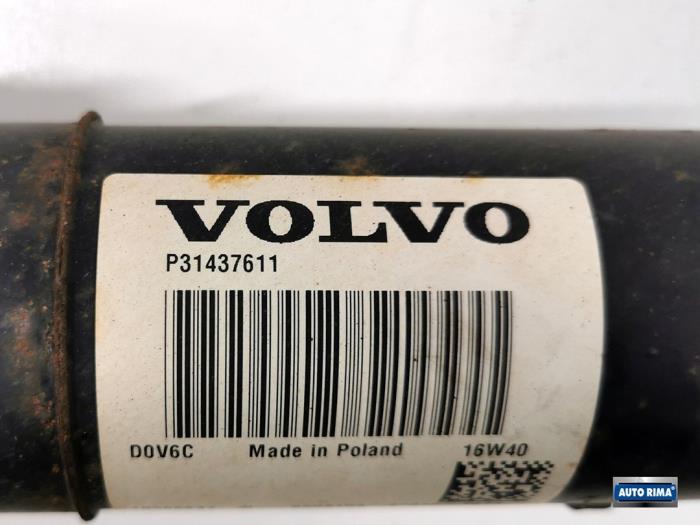 VOLVO
P31437611
D0V6C Made in Poland 16W40
AUTO RIMA